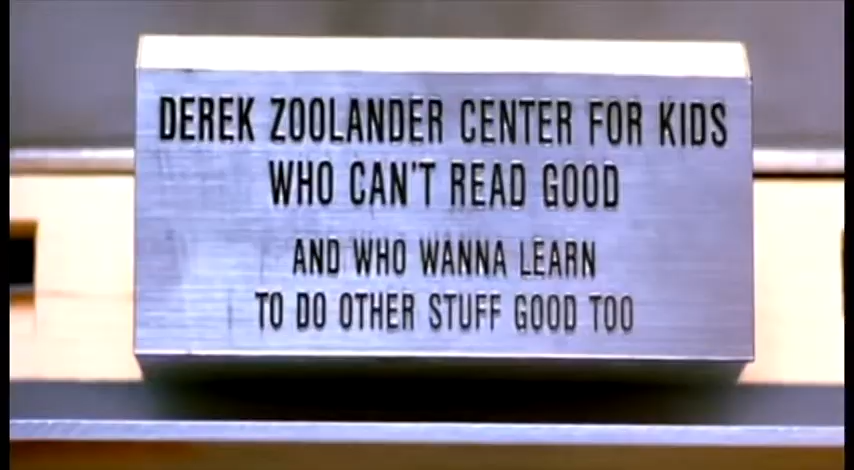 DEREK ZOOLANDER CENTER FOR KIDS
WHO CAN'T READ GOOD
AND WHO WANNA LEARN
TO DO OTHER STUFF GOOD TOO